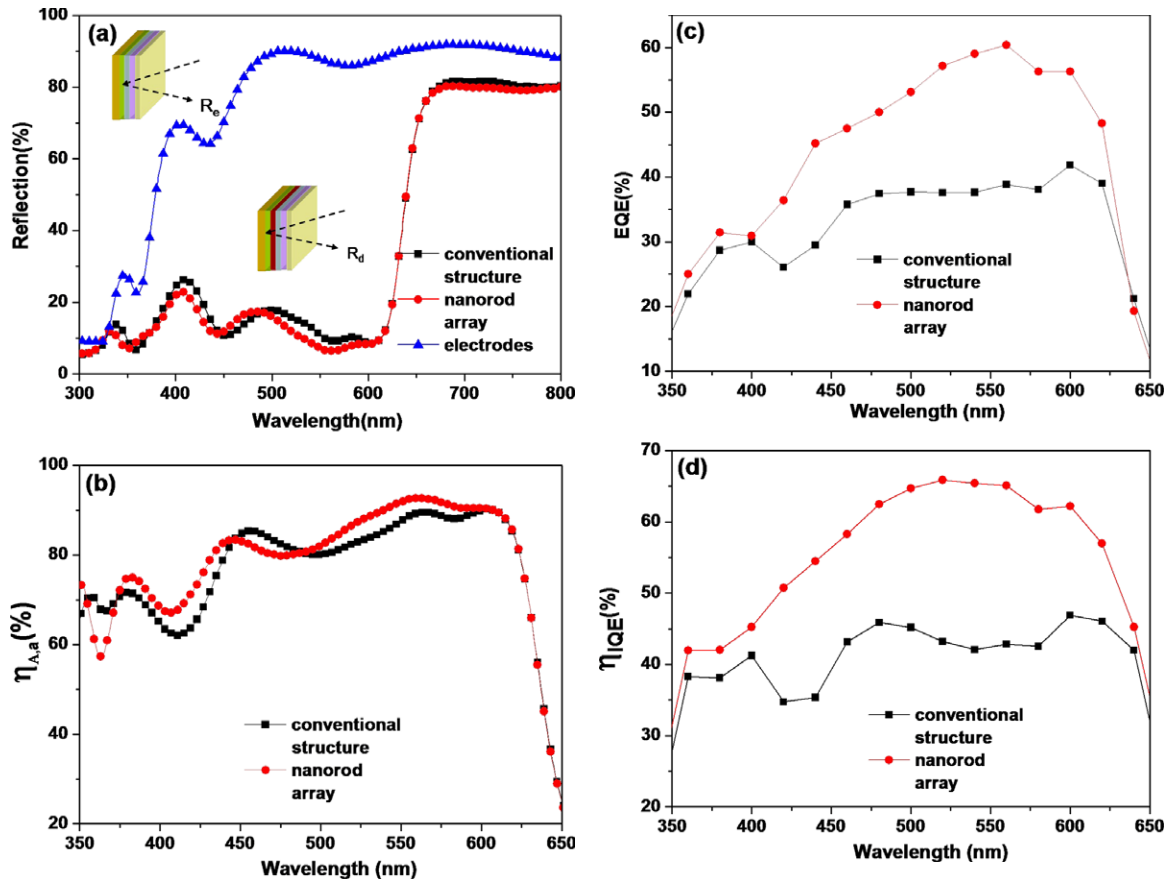 (a)
100
80
60
40
20
0
Reflection(%)
Re
Rd
conventional
structure
nanorod
array
electrodes
300 400 500 600 700 800
Wavelength(nm)
(c)
60
50
40
30
20
10
EQE(%)
conventional
structure
nanorod
array
350 400 450 500 550 600 650
Wavelength (nm)
(b)
100
80
60
40
20
ηA,a(%)
conventional
structure
nanorod
array
350 400 450 500 550 600 650
Wavelength (nm)
(d)
70
60
50
40
30
20
ηIQE(%)
conventional
structure
nanorod
array
350 400 450 500 550 600 650
Wavelength (nm)